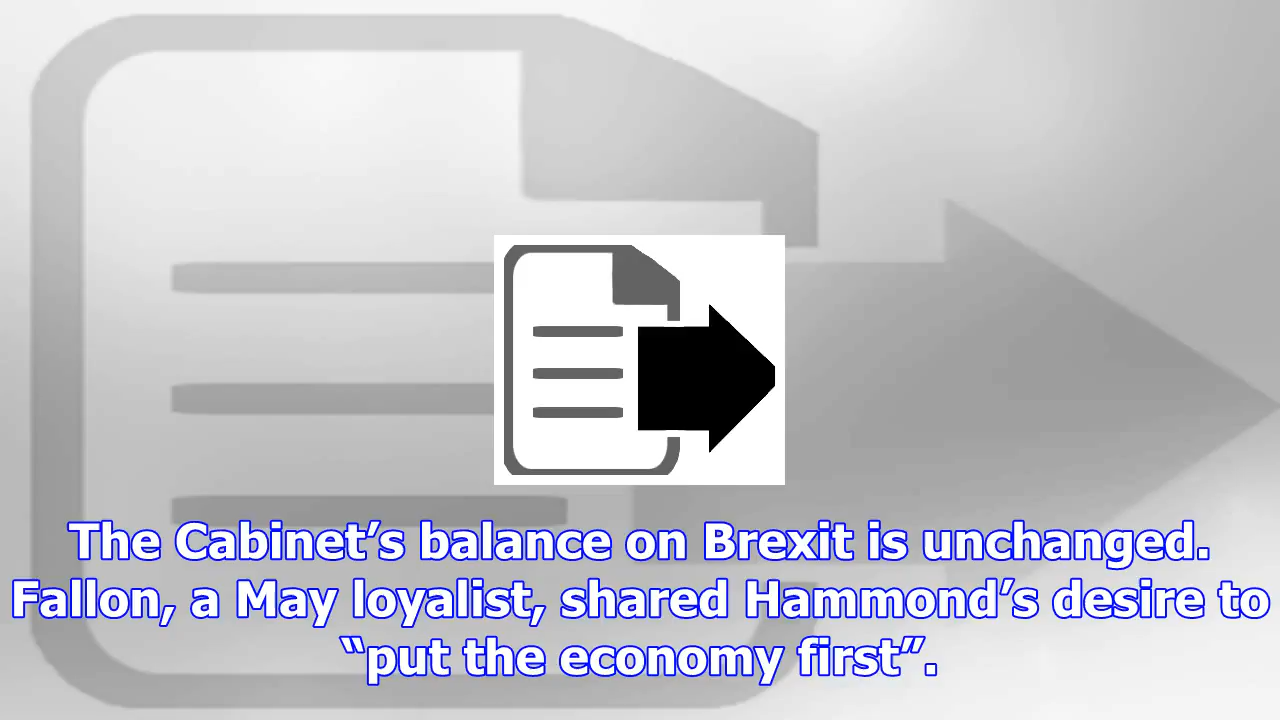 The Cabinet’s balance on Brexit is unchanged.
Fallon, a May loyalist, shared Hammond’s desire to
“put the economy first”.